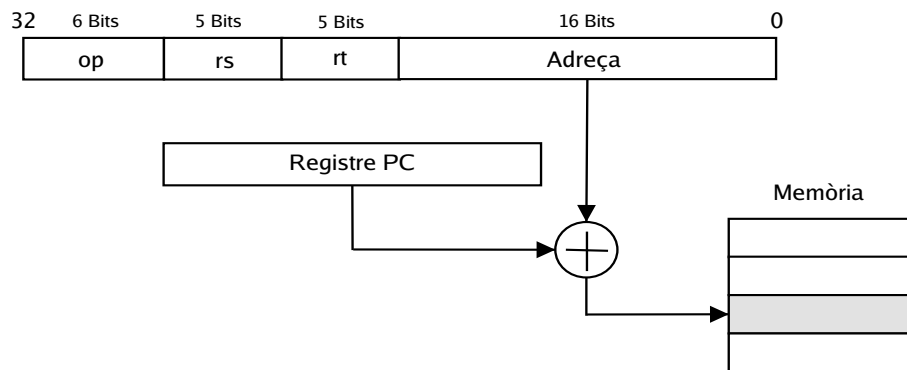 32 6 Bits 5 Bits 5 Bits 16 Bits 0
op rs rt Adreça
Registre PC
Memòria